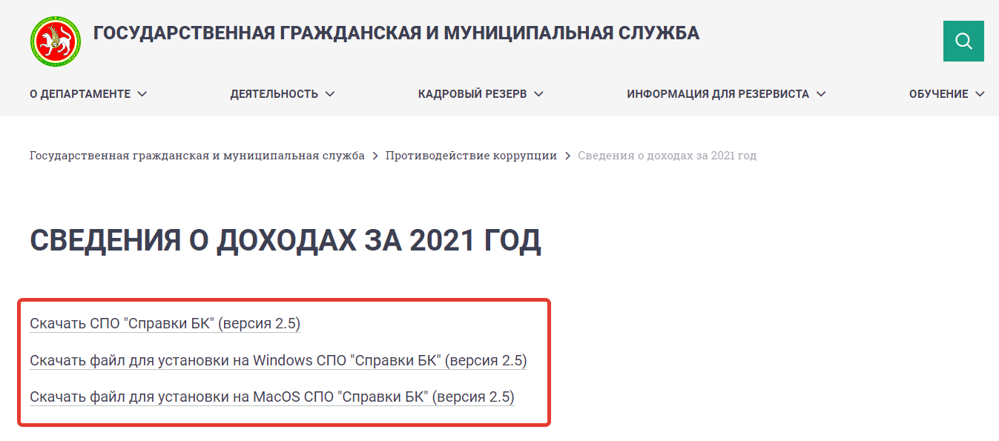 ГОСУДАРСТВЕННАЯ ГРАЖДАНСКАЯ И МУНИЦИПАЛЬНАЯ СЛУЖБА
О ДЕПАРТАМЕНТЕ ДЕЯТЕЛЬНОСТЬ КАДРОВЫЙ РЕЗЕРВ ИНФОРМАЦИЯ ДЛЯ РЕЗЕРВИСТА ОБУЧЕНИЕ
Государственная гражданская и муниципальная служба > Противодействие коррупции > Сведения о доходах за 2021 год
СВЕДЕНИЯ О ДОХОДАХ ЗА 2021 ГОД
Скачать СПО "Справки БК" (версия 2.5)
Скачать файл для установки на Windows СПО "Справки БК" (версия 2.5)
Скачать файл для установки на MacOS СПО "Справки БК" (версия 2.5)